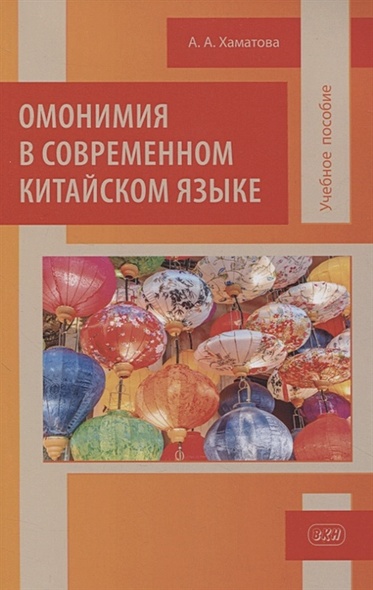 А. А. Хаматова
Учебное пособие
ОМОНИМИЯ
В СОВРЕМЕННОМ
КИТАЙСКОМ ЯЗЫКЕ
ВКН